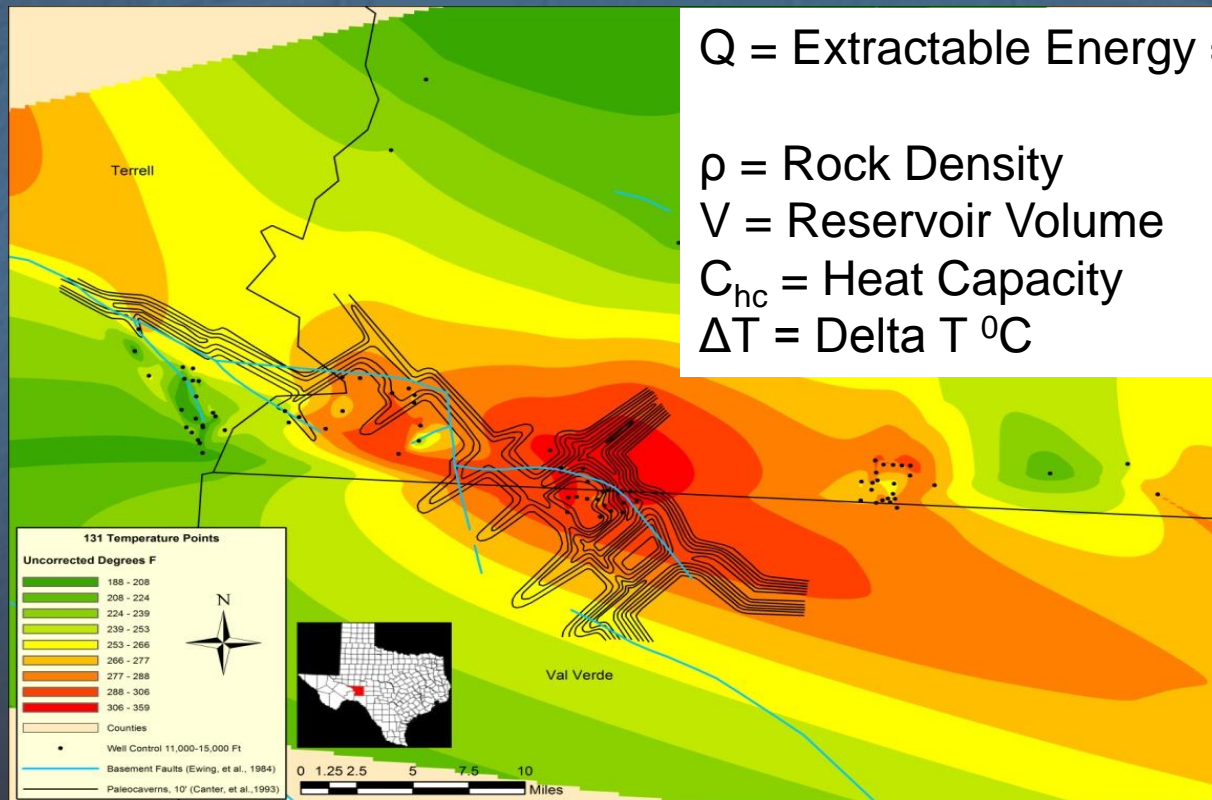 Q = Extractable Energy =
ρ = Rock Density
V = Reservoir Volume
C_hc = Heat Capacity
ΔT = Delta T ⁰C
Terrell
Val Verde
131 Temperature Points
Uncorrected Degrees F
188 - 208
208 - 224
224 - 239
239 - 253
253 - 266
266 - 277
277 - 288
288 - 306
306 - 359
Counties
Well Control 11,000-15,000 Ft
Basement Faults (Ewing, et al., 1984)
Paleocaverns, 10' (Canter, et al.,1993)
N
0 1.25 2.5 5 7.5 10
Miles